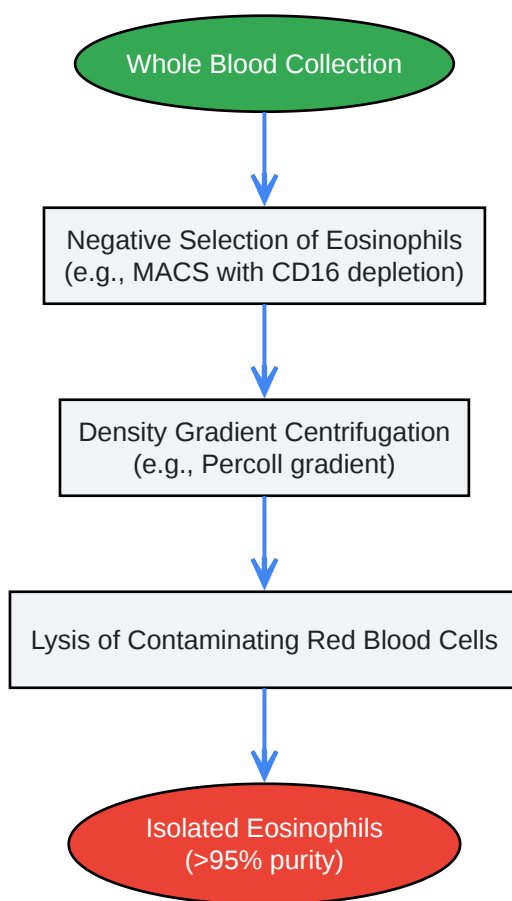 Whole Blood Collection
Negative Selection of Eosinophils
(e.g., MACS with CD16 depletion)
Density Gradient Centrifugation
(e.g., Percoll gradient)
Lysis of Contaminating Red Blood Cells
Isolated Eosinophils
(>95% purity)